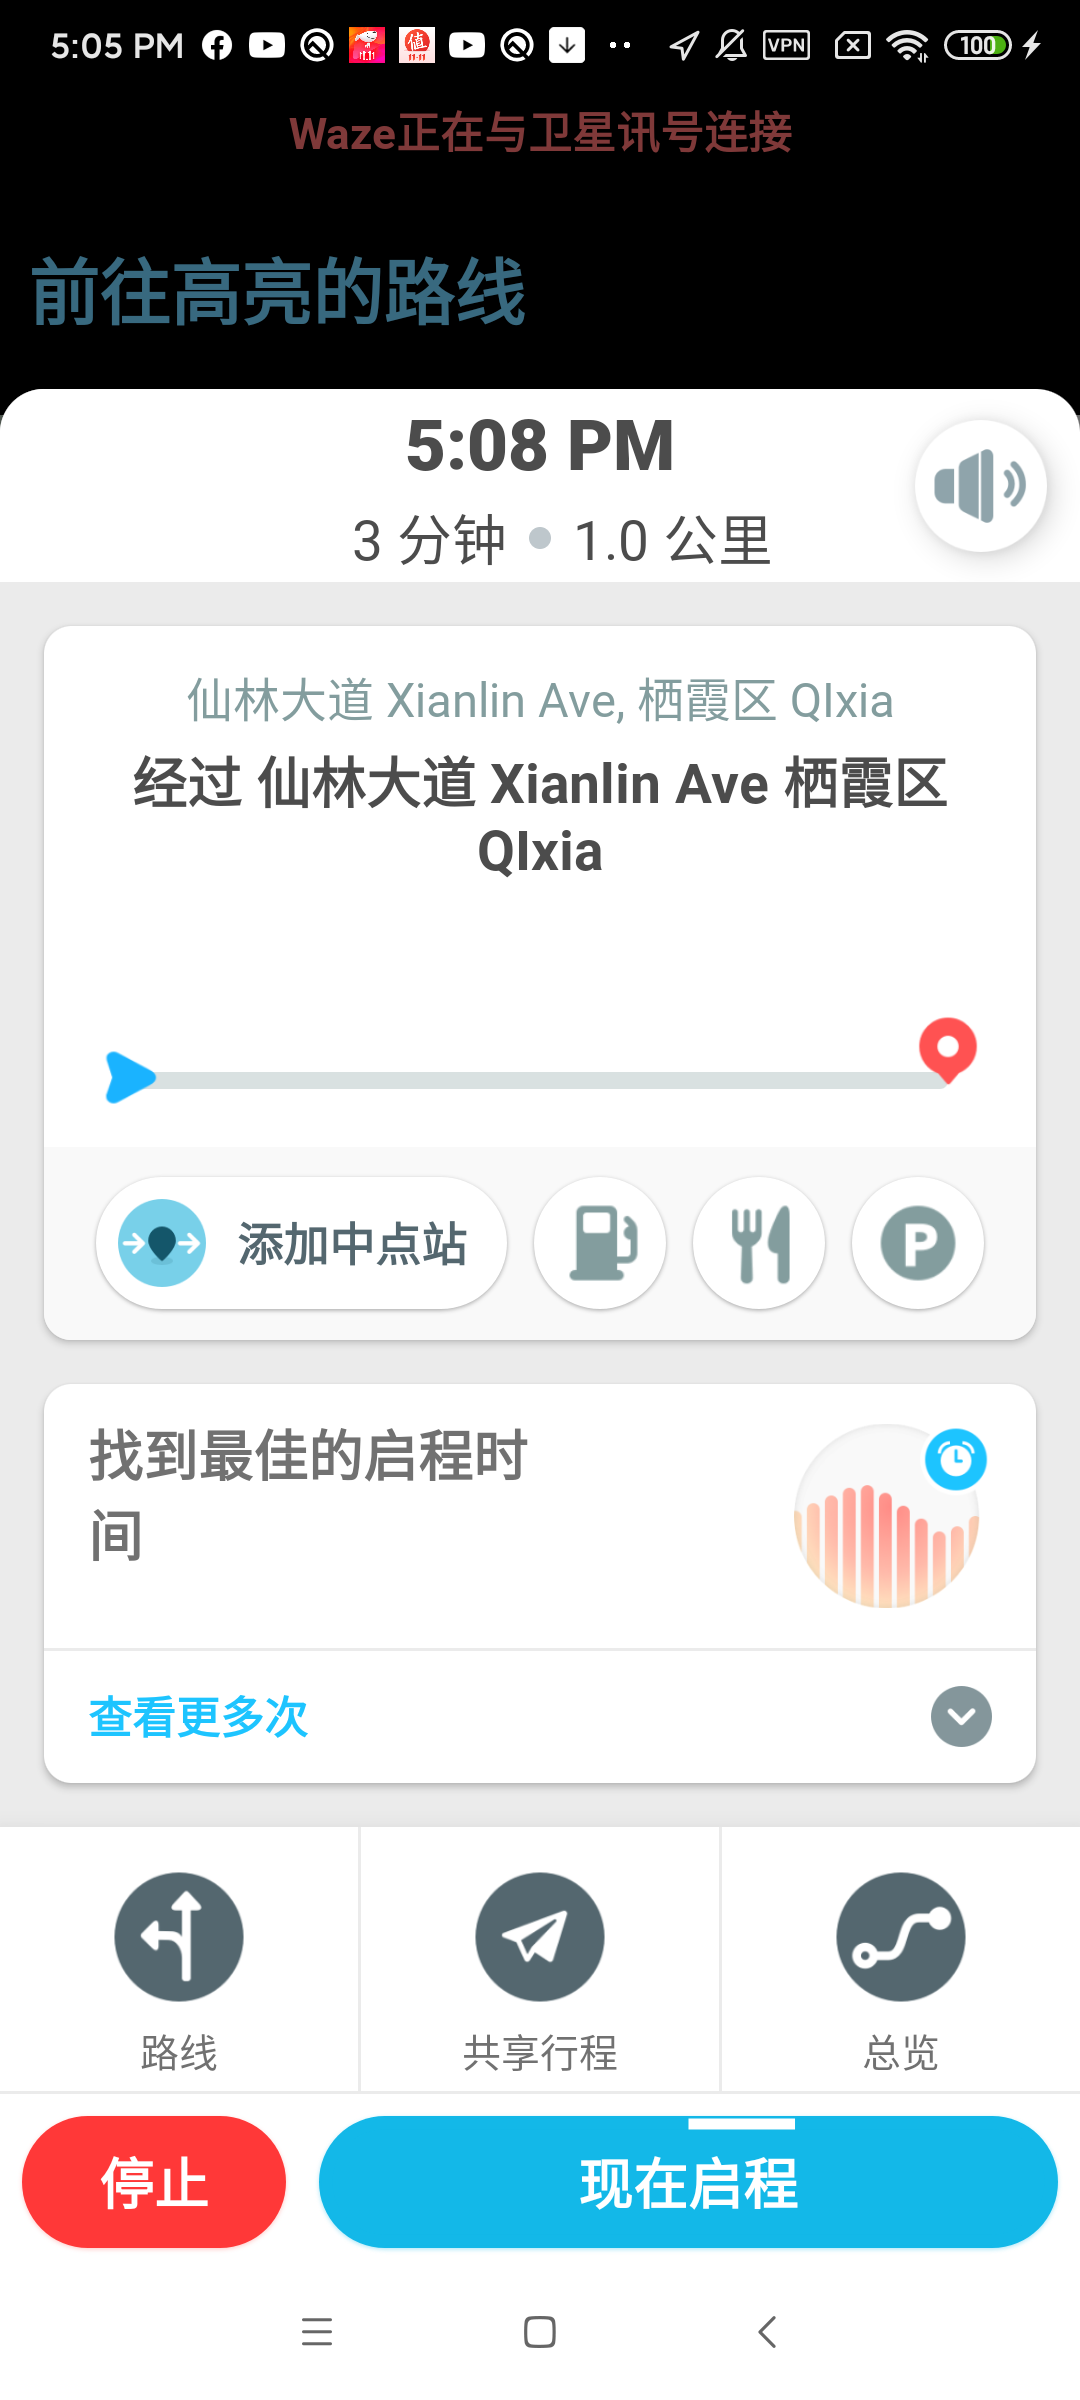 5:05 PM
VPN
100
Waze正在与卫星讯号连接
前往高亮的路线
5:08 PM
3 分钟 1.0 公里
仙林大道 Xianlin Ave, 栖霞区 QIxia
经过 仙林大道 Xianlin Ave 栖霞区
QIxia
添加中点站
P
找到最佳的启程时
间
查看更多次
路线
共享行程
总览
停止
现在启程